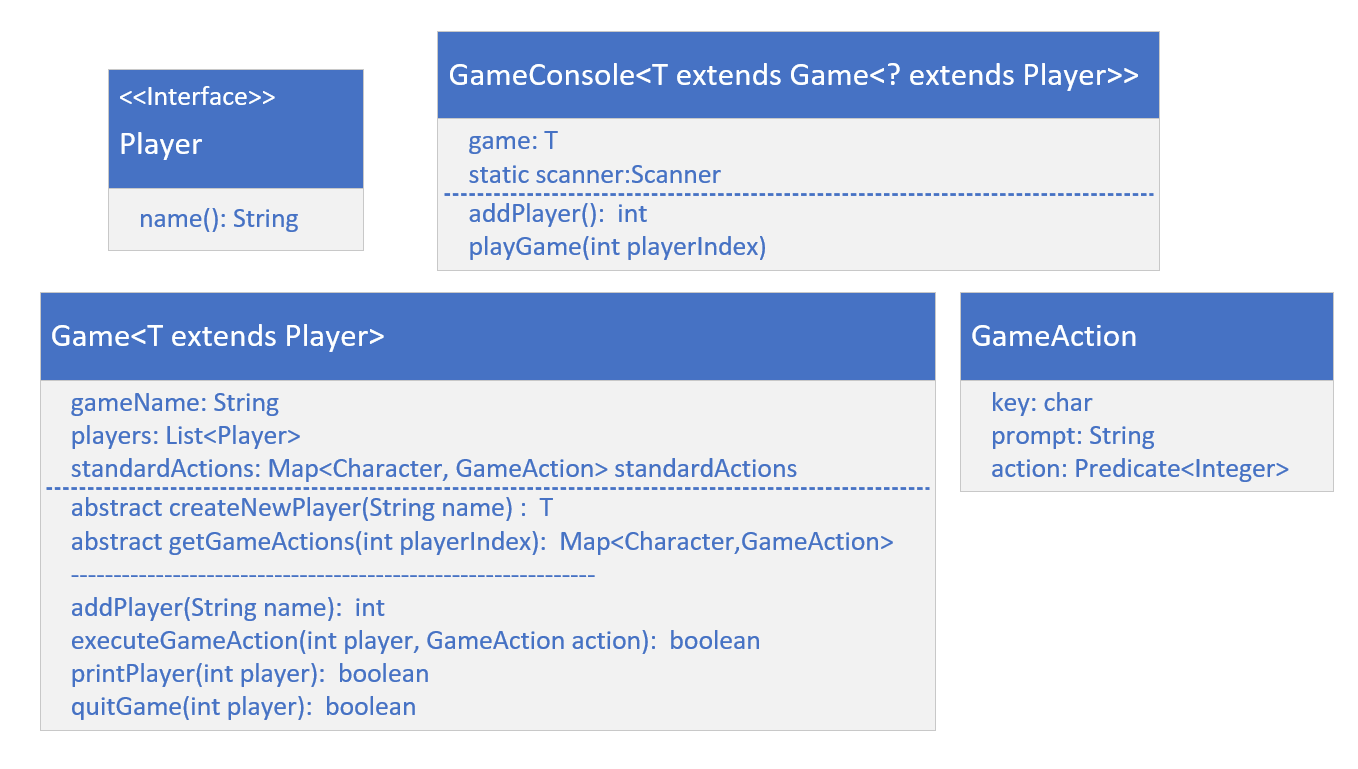 <<Interface>>
Player
name(): String
GameConsole<T extends Game<? extends Player>>
game: T
static scanner:Scanner
addPlayer():  int
playGame(int playerIndex)
Game<T extends Player>
gameName: String
players: List<Player>
standardActions: Map<Character, GameAction> standardActions
abstract createNewPlayer(String name) :  T
abstract getGameActions(int playerIndex):  Map<Character,GameAction>
--------------------------------------------------------------
addPlayer(String name):  int
executeGameAction(int player, GameAction action):  boolean
printPlayer(int player):  boolean
quitGame(int player):  boolean
GameAction
key: char
prompt: String
action: Predicate<Integer>